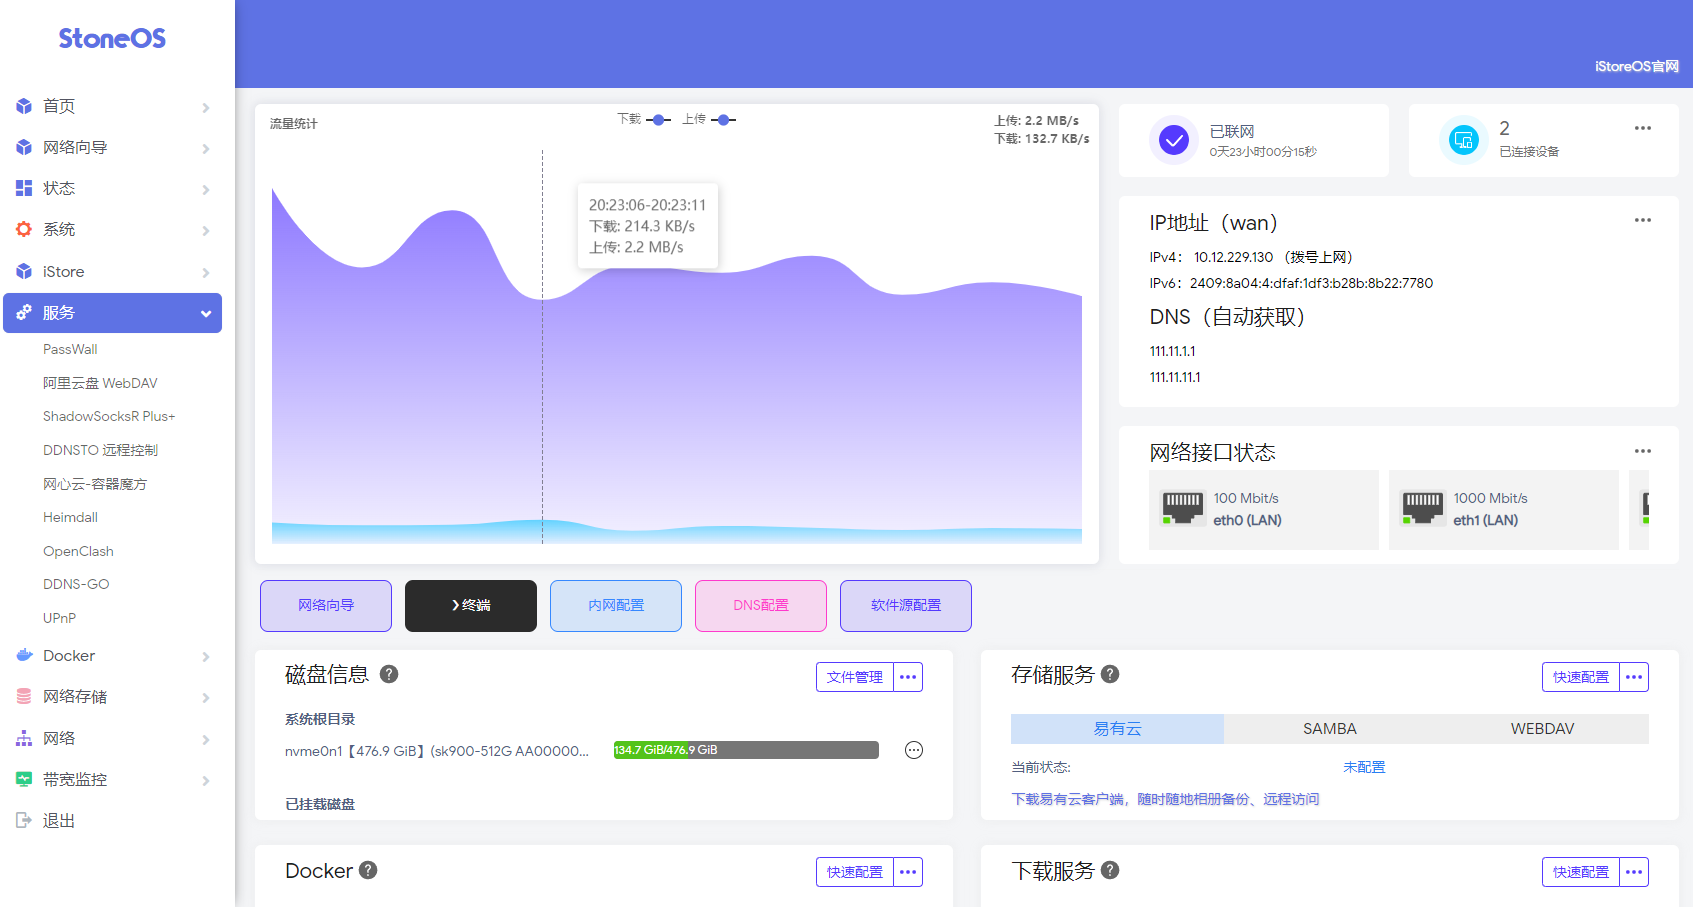 StoneOS
首页
网络向导
状态
系统
iStore
服务
PassWall
阿里云盘 WebDAV
ShadowSocksR Plus+
DDNSTO 远程控制
网心云-容器魔方
Heimdall
OpenClash
DDNS-GO
UPnP
Docker
网络存储
网络
带宽监控
退出
iStoreOS官网
流量统计
下载 上传
上传: 2.2 MB/s
下载: 132.7 KB/s
20:23:06-20:23:11
下载: 214.3 KB/s
上传: 2.2 MB/s
已联网
0天23小时00分15秒
2
已连接设备
IP地址（wan）
IPv4： 10.12.229.130 （拨号上网）
IPv6：2409:8a04:4:dfaf:1df3:b28b:8b22:7780
DNS（自动获取）
111.11.1.1
111.11.11.1
网络接口状态
100 Mbit/s
eth0 (LAN)
1000 Mbit/s
eth1 (LAN)
网络向导
❯终端
内网配置
DNS配置
软件源配置
磁盘信息 ?
文件管理
系统根目录
nvme0n1【476.9 GiB】(sk900-512G AA00000...
134.7 GiB/476.9 GiB
已挂载磁盘
存储服务 ?
快速配置
易有云
SAMBA
WEBDAV
当前状态:
未配置
下载易有云客户端，随时随地相册备份、远程访问
Docker ?
快速配置
下载服务 ?
快速配置